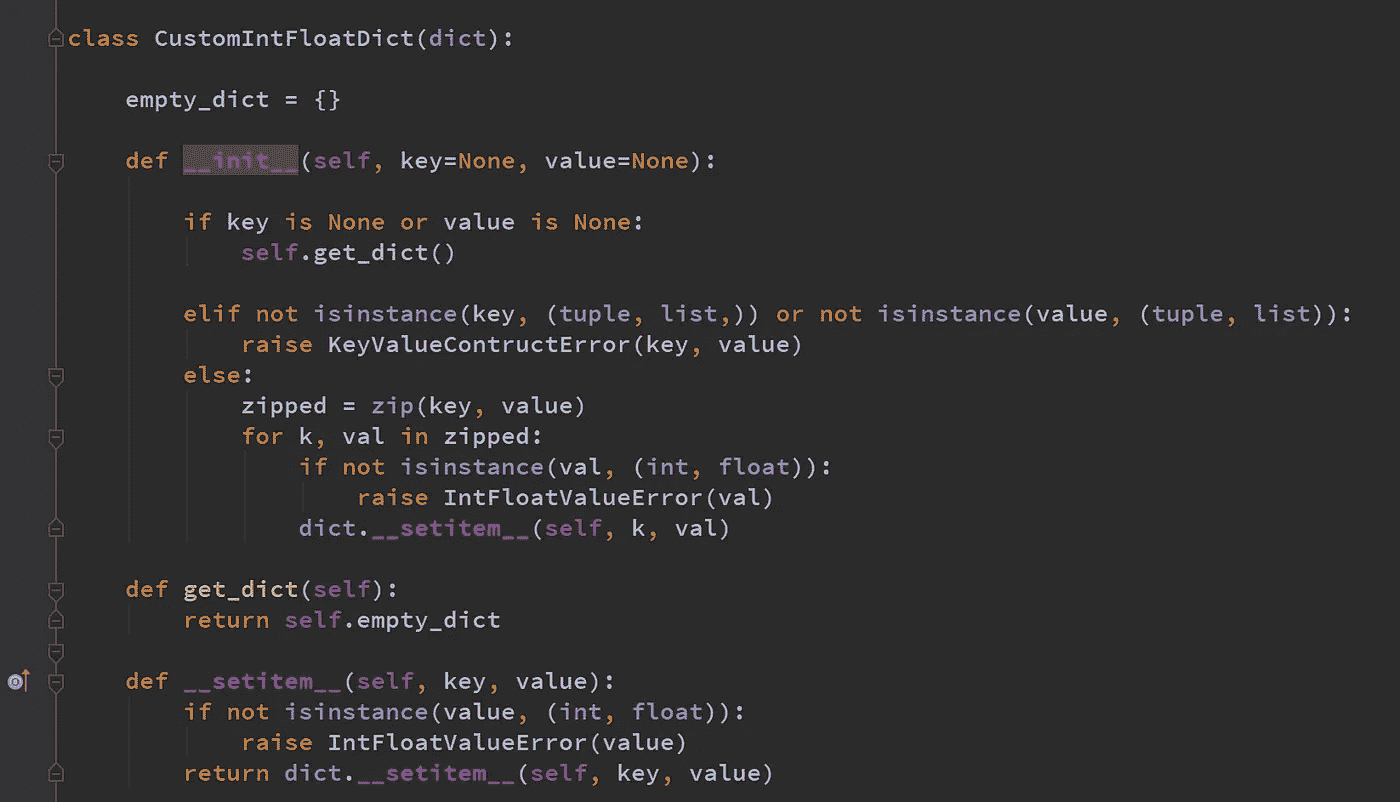 class CustomIntFloatDict(dict):
empty_dict = {}
def __init__(self, key=None, value=None):
if key is None or value is None:
self.get_dict()
elif not isinstance(key, (tuple, list,)) or not isinstance(value, (tuple, list)):
raise KeyValueContructError(key, value)
else:
zipped = zip(key, value)
for k, val in zipped:
if not isinstance(val, (int, float)):
raise IntFloatValueError(val)
dict.__setitem__(self, k, val)
def get_dict(self):
return self.empty_dict
def __setitem__(self, key, value):
if not isinstance(value, (int, float)):
raise IntFloatValueError(value)
return dict.__setitem__(self, key, value)